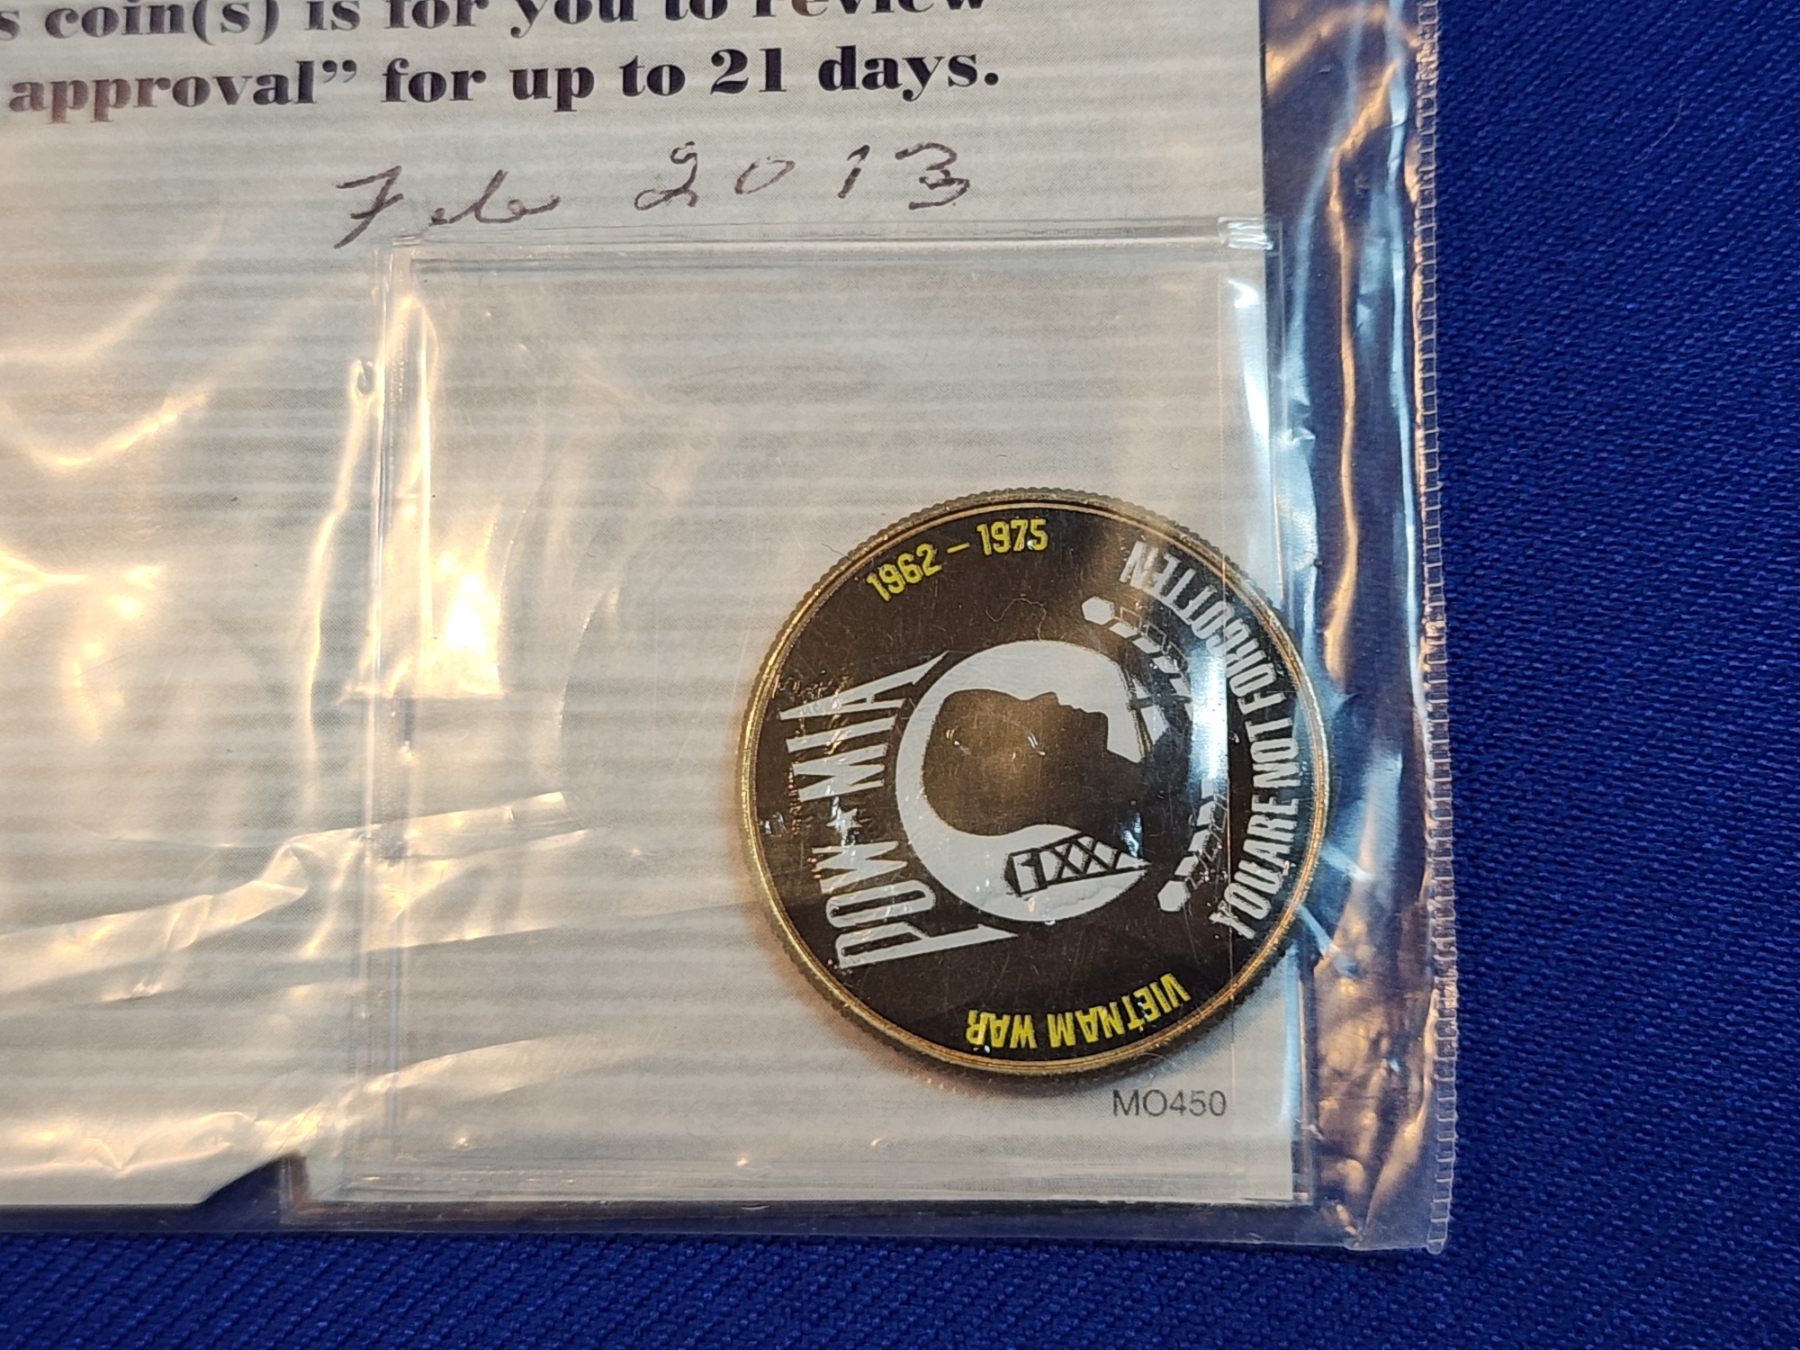 s coin(s) is for you to review
approval” for up to 21 days.
Feb 2013
1962 – 1975
POW★MIA
YOU ARE NOT FORGOTTEN
VIETNAM WAR
MO450